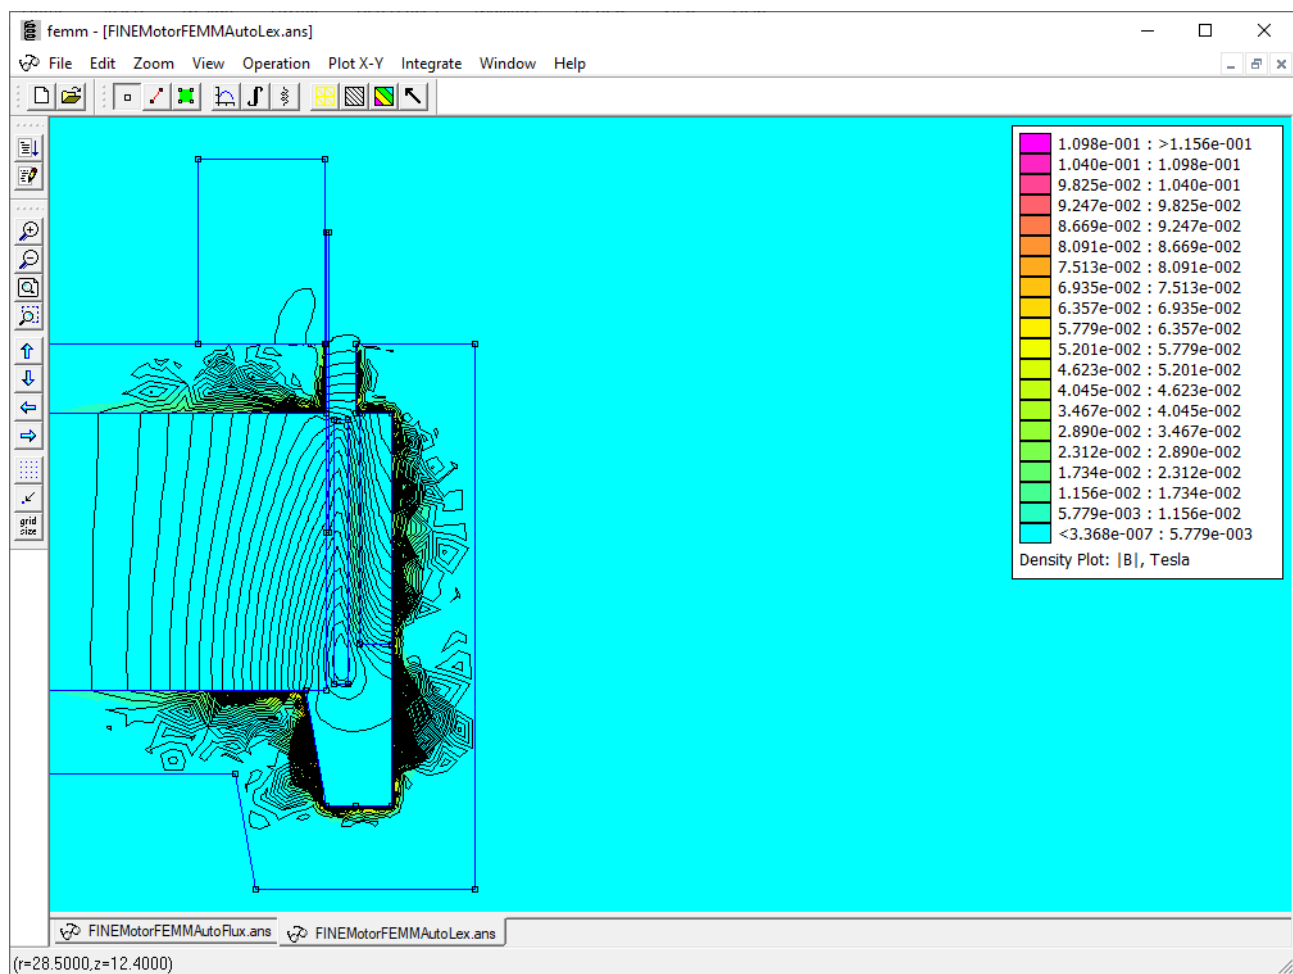 femm - [FINEMotorFEMMAutoLex.ans]
File Edit Zoom View Operation Plot X-Y Integrate Window Help
1.098e-001 : >1.156e-001
1.040e-001 : 1.098e-001
9.825e-002 : 1.040e-001
9.247e-002 : 9.825e-002
8.669e-002 : 9.247e-002
8.091e-002 : 8.669e-002
7.513e-002 : 8.091e-002
6.935e-002 : 7.513e-002
6.357e-002 : 6.935e-002
5.779e-002 : 6.357e-002
5.201e-002 : 5.779e-002
4.623e-002 : 5.201e-002
4.045e-002 : 4.623e-002
3.467e-002 : 4.045e-002
2.890e-002 : 3.467e-002
2.312e-002 : 2.890e-002
1.734e-002 : 2.312e-002
1.156e-002 : 1.734e-002
5.779e-003 : 1.156e-002
<3.368e-007 : 5.779e-003
Density Plot: |B|, Tesla
grid
size
FINEMotorFEMMAutoFlux.ans
FINEMotorFEMMAutoLex.ans
(r=28.5000,z=12.4000)